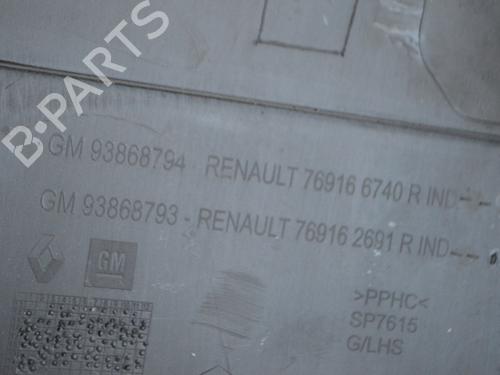 B-PARTS
GM 93868794 - RENAULT 76916 6740 R IND--
GM 93868793 - RENAULT 76916 2691 R IND--
GM
>PPHC<
SP7615
G/LHS